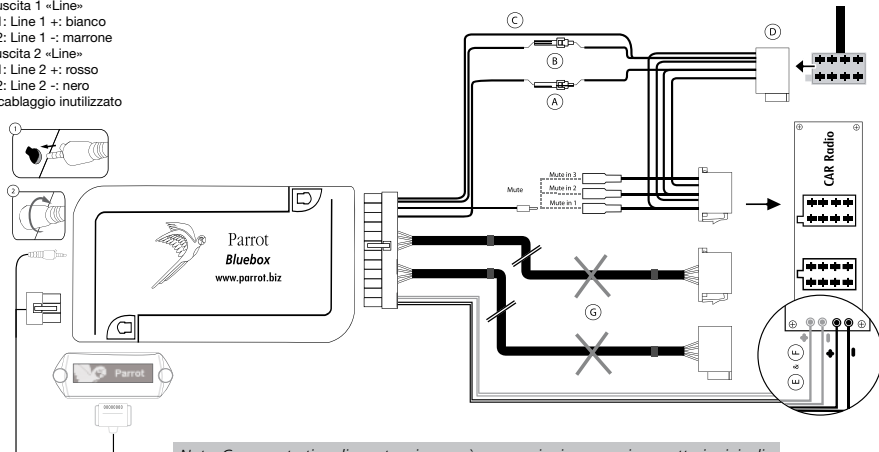 uscita 1 «Line»
1: Line 1 +: bianco
2: Line 1 -: marrone
uscita 2 «Line»
1: Line 2 +: rosso
2: Line 2 -: nero
cablaggio inutilizzato
C
D
B
A
1
2
Mute
Mute in 3
Mute in 2
Mute in 1
CAR Radio
Parrot
Bluebox
www.parrot.biz
G
E & F
+ -
+ -
Parrot